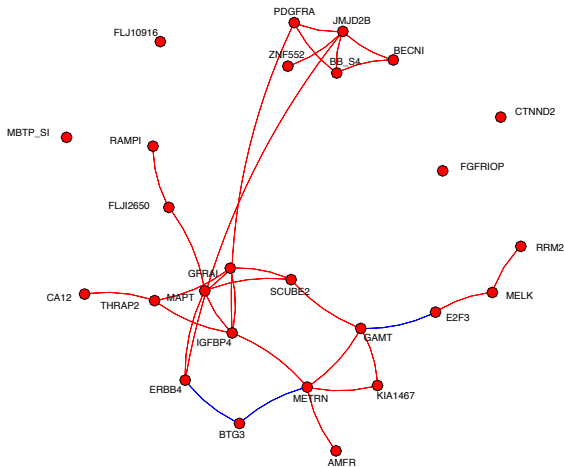 PDGFRA
JMJD2B
FLJ10916
ZNF552
BB_S4
BECNI
CTNND2
MBTP_SI
RAMPI
FGFRIOP
FLJI2650
RRM2
GFRAI
SCUBE2
CA12
THRAP2
MAPT
MELK
E2F3
IGFBP4
GAMT
ERBB4
METRN
KIA1467
BTG3
AMFR